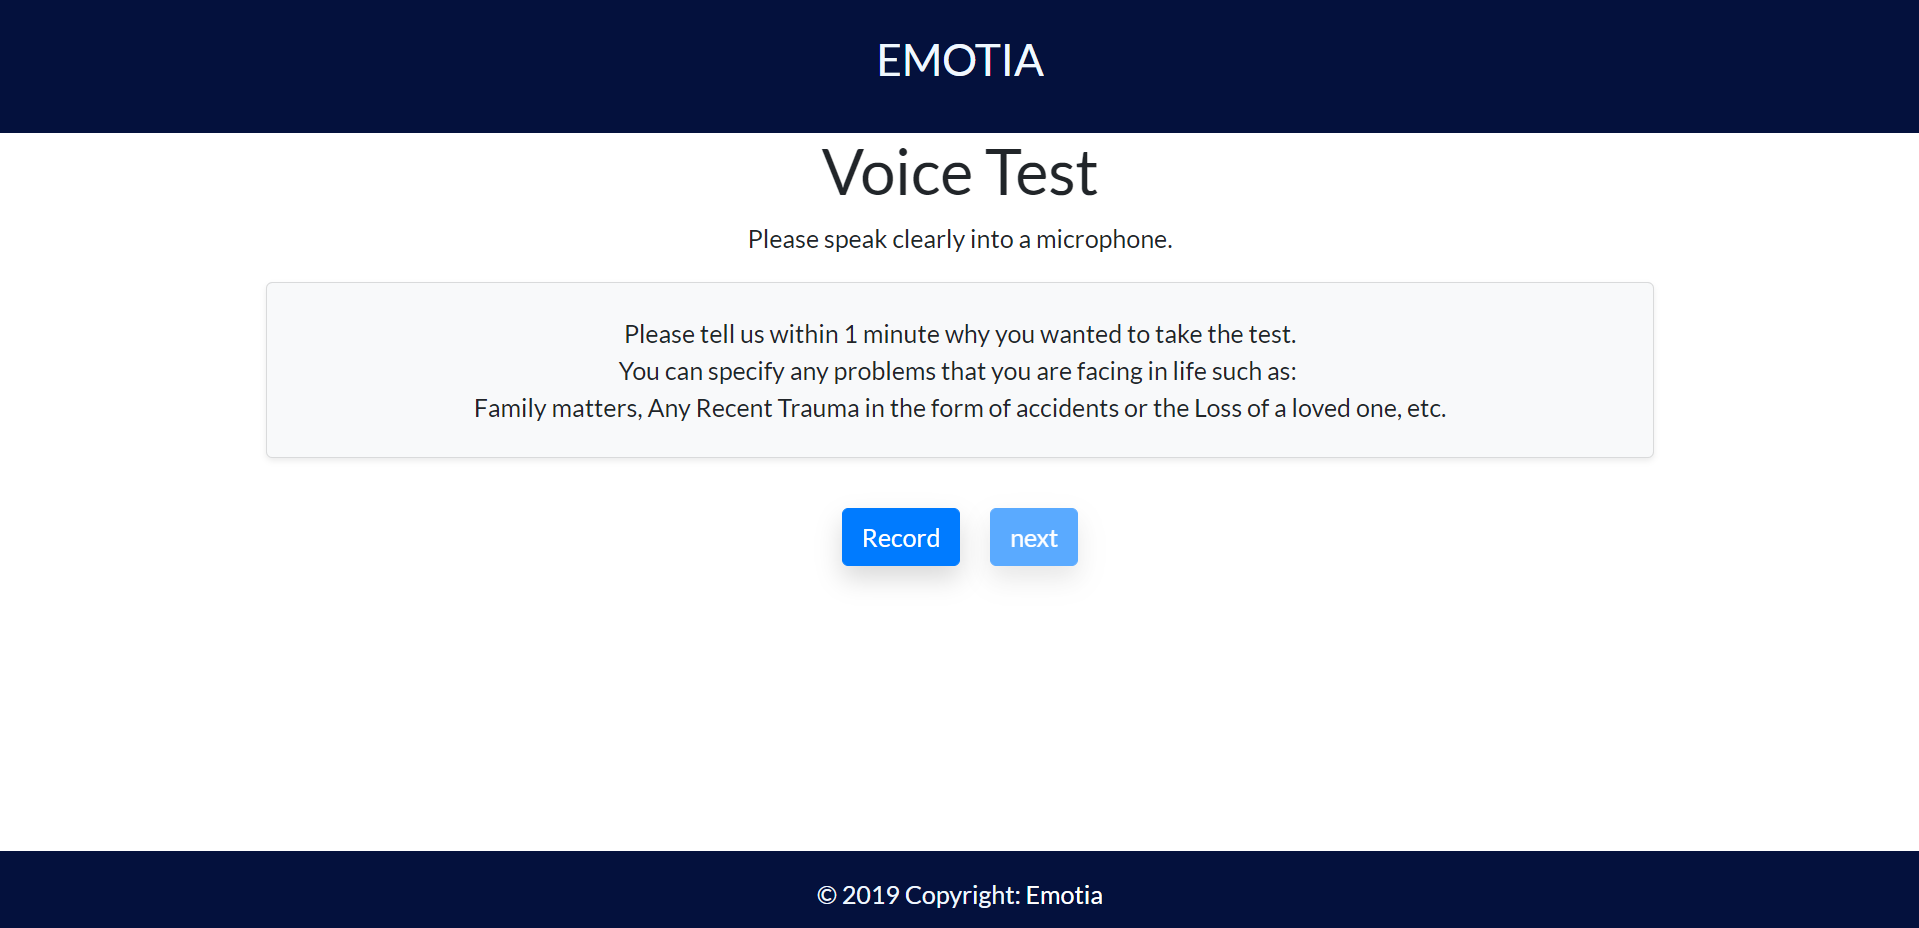 EMOTIA
Voice Test
Please speak clearly into a microphone.
Please tell us within 1 minute why you wanted to take the test.
You can specify any problems that you are facing in life such as:
Family matters, Any Recent Trauma in the form of accidents or the Loss of a loved one, etc.
Record next
© 2019 Copyright: Emotia